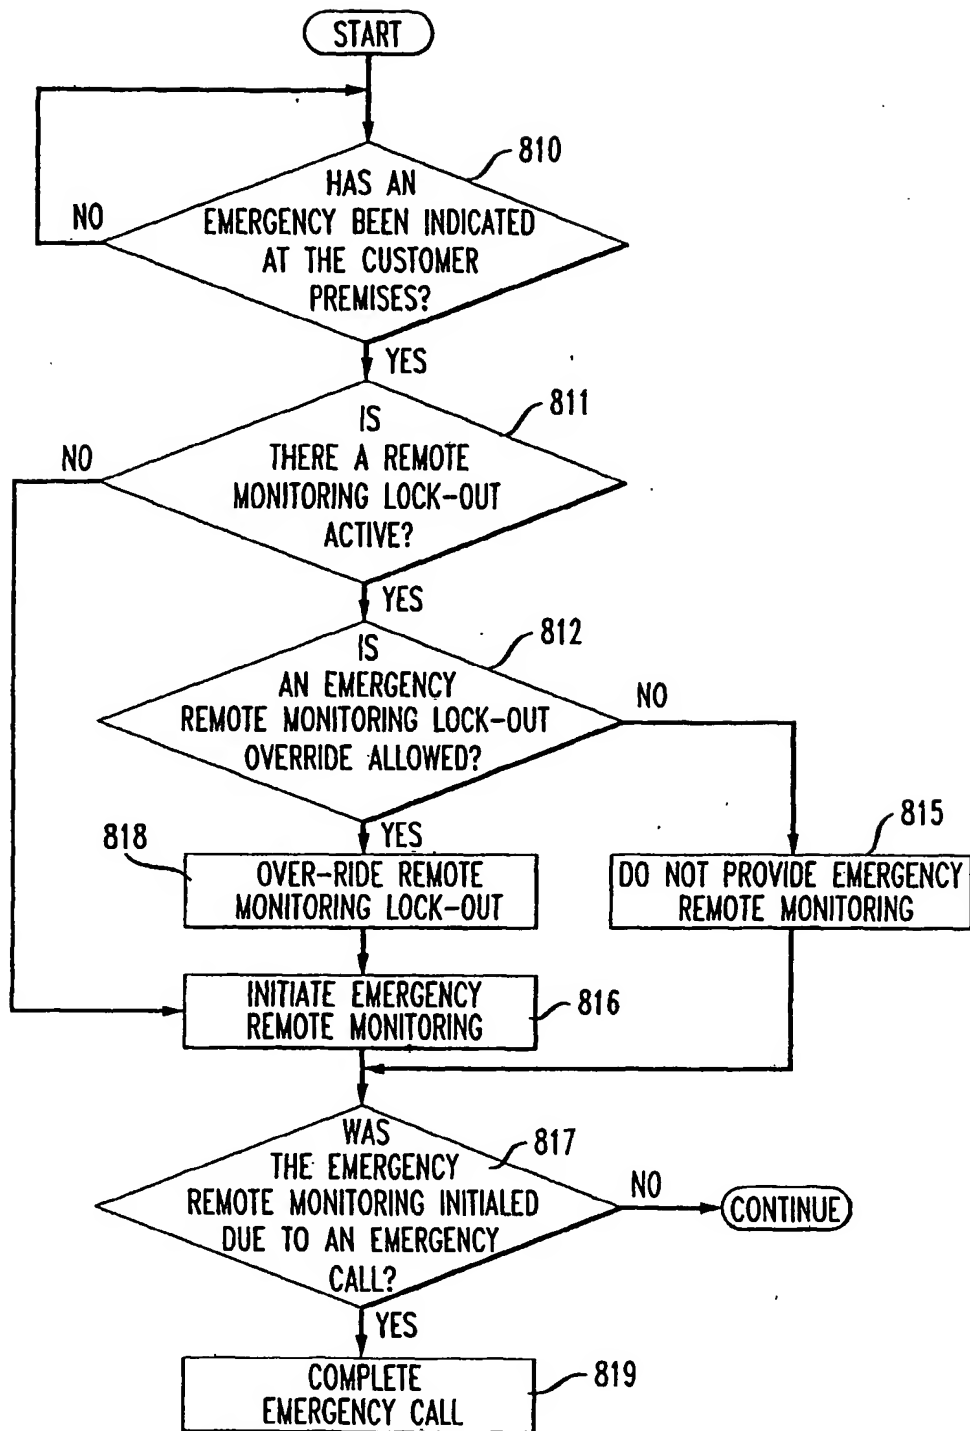 START
810
HAS AN
EMERGENCY BEEN INDICATED
AT THE CUSTOMER
PREMISES?
NO
YES
811
IS
THERE A REMOTE
MONITORING LOCK-OUT
ACTIVE?
NO
YES
812
IS
AN EMERGENCY
REMOTE MONITORING LOCK-OUT
OVERRIDE ALLOWED?
NO
YES
818
OVER-RIDE REMOTE
MONITORING LOCK-OUT
815
DO NOT PROVIDE EMERGENCY
REMOTE MONITORING
INITIATE EMERGENCY
REMOTE MONITORING
816
WAS
THE EMERGENCY
REMOTE MONITORING INITIALED
DUE TO AN EMERGENCY
CALL?
817
NO
CONTINUE
YES
COMPLETE
EMERGENCY CALL
819